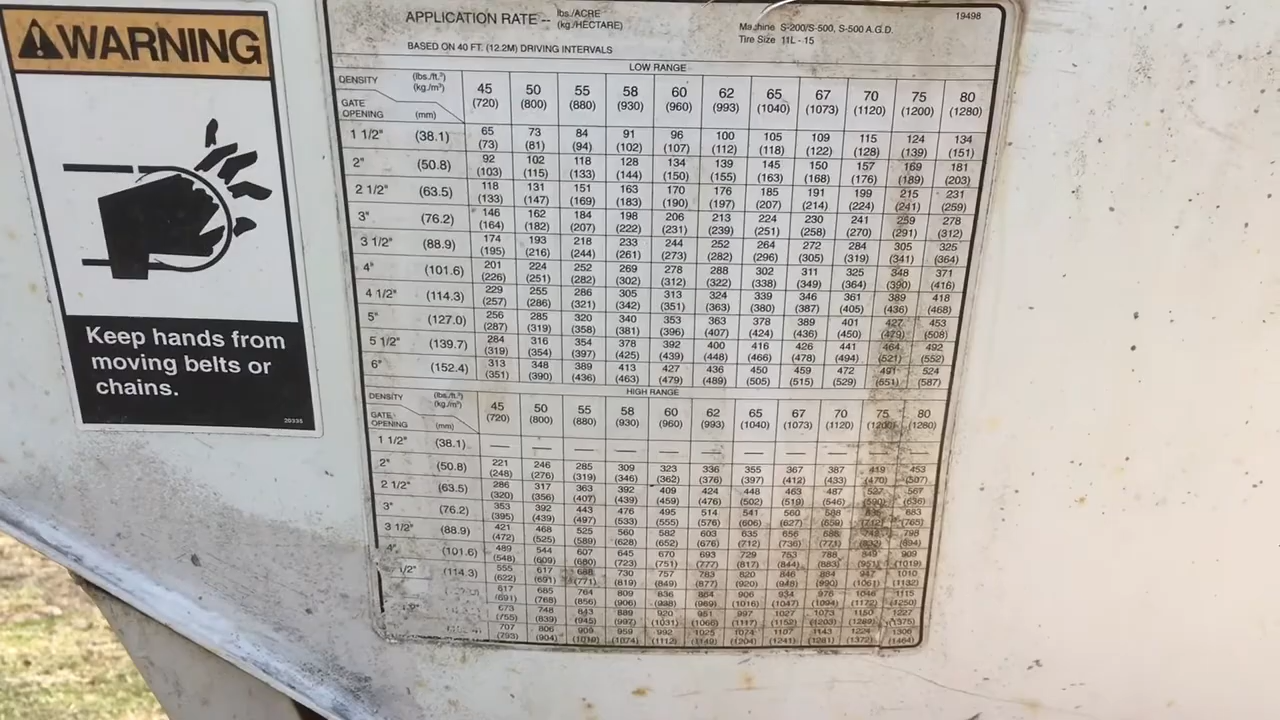 WARNING
Keep hands from
moving belts or
chains.
20335
APPLICATION RATE -- lbs./ACRE
(kg./HECTARE)
19498
Machine S-200/S-500, S-500 A.G.D.
Tire Size 11L - 15
BASED ON 40 FT. (12.2M) DRIVING INTERVALS
LOW RANGE
DENSITY (lbs./ft.³) 45 50 55 58 60 62 65 67 70 75 80
(kg./m³) (720) (800) (880) (930) (960) (993) (1040) (1073) (1120) (1200) (1280)
GATE
OPENING (mm)
1 1/2" (38.1) 65 73 84 91 96 100 105 109 115 124 134
(73) (81) (94) (102) (107) (112) (118) (122) (128) (139) (151)
2" (50.8) 92 102 118 128 134 139 145 150 157 169 181
(103) (115) (133) (144) (150) (155) (163) (168) (176) (189) (203)
2 1/2" (63.5) 118 131 151 163 170 176 185 191 199 215 231
(133) (147) (169) (183) (190) (197) (207) (214) (224) (241) (259)
3" (76.2) 146 162 184 198 206 213 224 230 241 259 278
(164) (182) (207) (222) (231) (239) (251) (258) (270) (291) (312)
3 1/2" (88.9) 174 193 218 233 244 252 264 272 284 305 325
(195) (216) (244) (261) (273) (282) (296) (305) (319) (341) (364)
4" (101.6) 201 224 252 269 278 288 302 311 325 348 371
(226) (251) (282) (302) (312) (322) (338) (349) (364) (390) (416)
4 1/2" (114.3) 229 255 286 305 313 324 339 346 361 389 418
(257) (286) (321) (342) (351) (363) (380) (387) (405) (436) (468)
5" (127.0) 256 285 320 340 353 363 378 389 401 427 453
(287) (319) (358) (381) (396) (407) (424) (436) (450) (479) (508)
5 1/2" (139.7) 284 316 354 378 392 400 416 426 441 464 492
(319) (354) (397) (425) (439) (448) (466) (478) (494) (521) (552)
6" (152.4) 313 348 389 413 427 436 450 459 472 491 524
(351) (390) (436) (463) (479) (489) (505) (515) (529) (551) (587)
HIGH RANGE
DENSITY (lbs./ft.³) 45 50 55 58 60 62 65 67 70 75 80
(kg./m³) (720) (800) (880) (930) (960) (993) (1040) (1073) (1120) (1200) (1280)
GATE
OPENING (mm)
1 1/2" (38.1) — — — — — — — — — — —
2" (50.8) 221 246 285 309 323 336 355 367 387 419 453
(248) (276) (319) (346) (362) (376) (397) (412) (433) (470) (507)
2 1/2" (63.5) 286 317 363 392 409 424 448 463 487 527 567
(320) (356) (407) (439) (459) (476) (502) (519) (546) (590) (636)
3" (76.2) 353 392 443 476 495 514 541 560 588 683
(395) (439) (497) (533) (555) (576) (606) (627) (659) (712) (765)
3 1/2" (88.9) 421 468 525 560 582 603 635 656 686 798
(472) (525) (589) (628) (652) (676) (712) (736) (771) (894)
4" (101.6) 489 544 607 645 670 693 729 753 788 849 909
(548) (609) (680) (723) (751) (777) (817) (844) (883) (951) (1019)
1/2" (114.3) 555 617 688 730 757 783 820 846 884 947 1010
(622) (691) (771) (819) (849) (877) (920) (948) (990) (1061) (1132)
617 685 764 809 836 864 906 934 976 1046 1115
(691) (768) (856) (906) (938) (969) (1016) (1047) (1094) (1172) (1250)
673 748 843 889 920 951 997 1027 1073 1150 1227
(755) (839) (945) (997) (1031) (1066) (1117) (1152) (1203) (1289) (1375)
707 806 909 959 992 1025 1074 1107 1143 1224 1306
(793) (904) (1019) (1074) (1112) (1149) (1204) (1241) (1281) (1372) (1464)